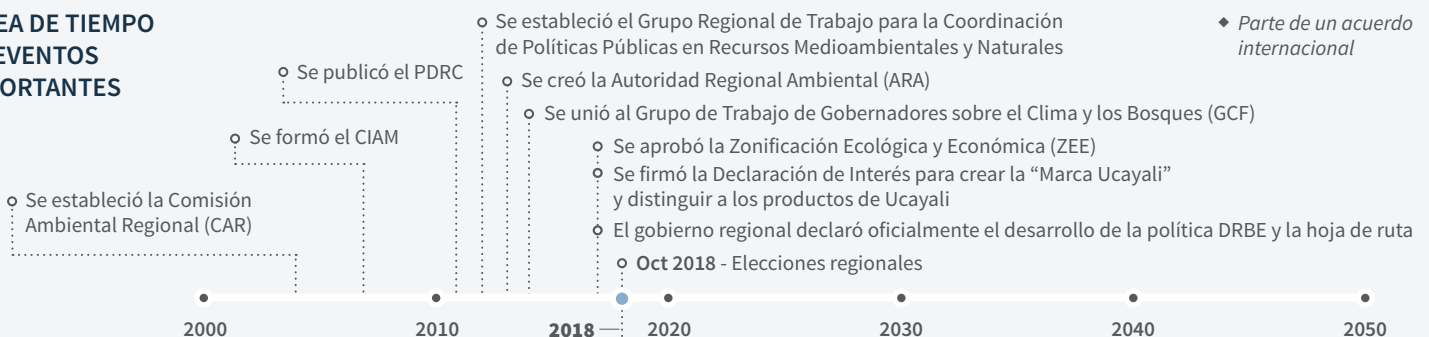 EA DE TIEMPO
EVENTOS
ORTANTES
Se estableció el Grupo Regional de Trabajo para la Coordinación
de Políticas Públicas en Recursos Medioambientales y Naturales
Parte de un acuerdo
internacional
Se publicó el PDRC
Se creó la Autoridad Regional Ambiental (ARA)
Se unió al Grupo de Trabajo de Gobernadores sobre el Clima y los Bosques (GCF)
Se formó el CIAM
Se aprobó la Zonificación Ecológica y Económica (ZEE)
Se firmó la Declaración de Interés para crear la “Marca Ucayali”
y distinguir a los productos de Ucayali
Se estableció la Comisión
Ambiental Regional (CAR)
El gobierno regional declaró oficialmente el desarrollo de la política DRBE y la hoja de ruta
Oct 2018 - Elecciones regionales
2000 2010 2018 2020 2030 2040 2050